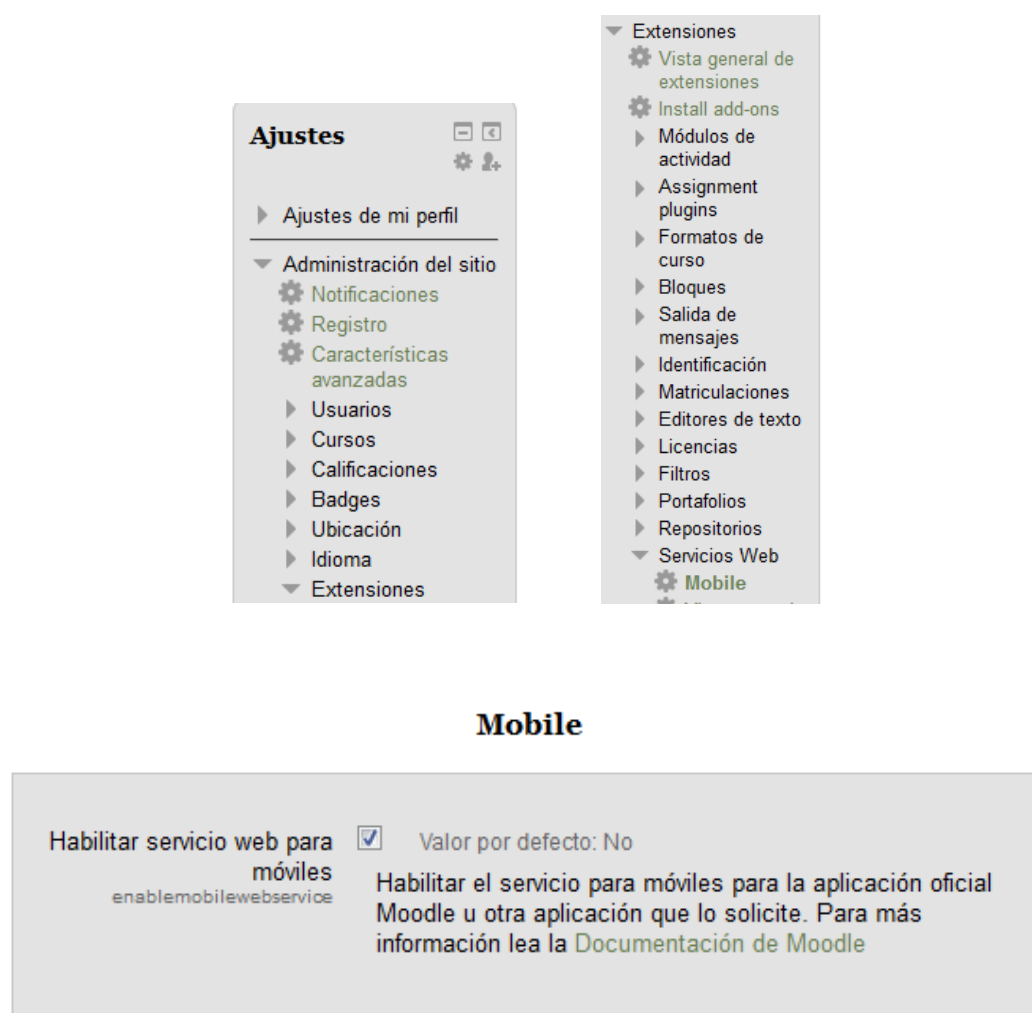 Ajustes
Ajustes de mi perfil
Administración del sitio
Notificaciones
Registro
Características
avanzadas
Usuarios
Cursos
Calificaciones
Badges
Ubicación
Idioma
Extensiones
Extensiones
Vista general de
extensiones
Install add-ons
Módulos de
actividad
Assignment
plugins
Formatos de
curso
Bloques
Salida de
mensajes
Identificación
Matriculaciones
Editores de texto
Licencias
Filtros
Portafolios
Repositorios
Servicios Web
Mobile
Mobile
Habilitar servicio web para
móviles
enablemobilewebservice
Valor por defecto: No
Habilitar el servicio para móviles para la aplicación oficial
Moodle u otra aplicación que lo solicite. Para más
información lea la Documentación de Moodle